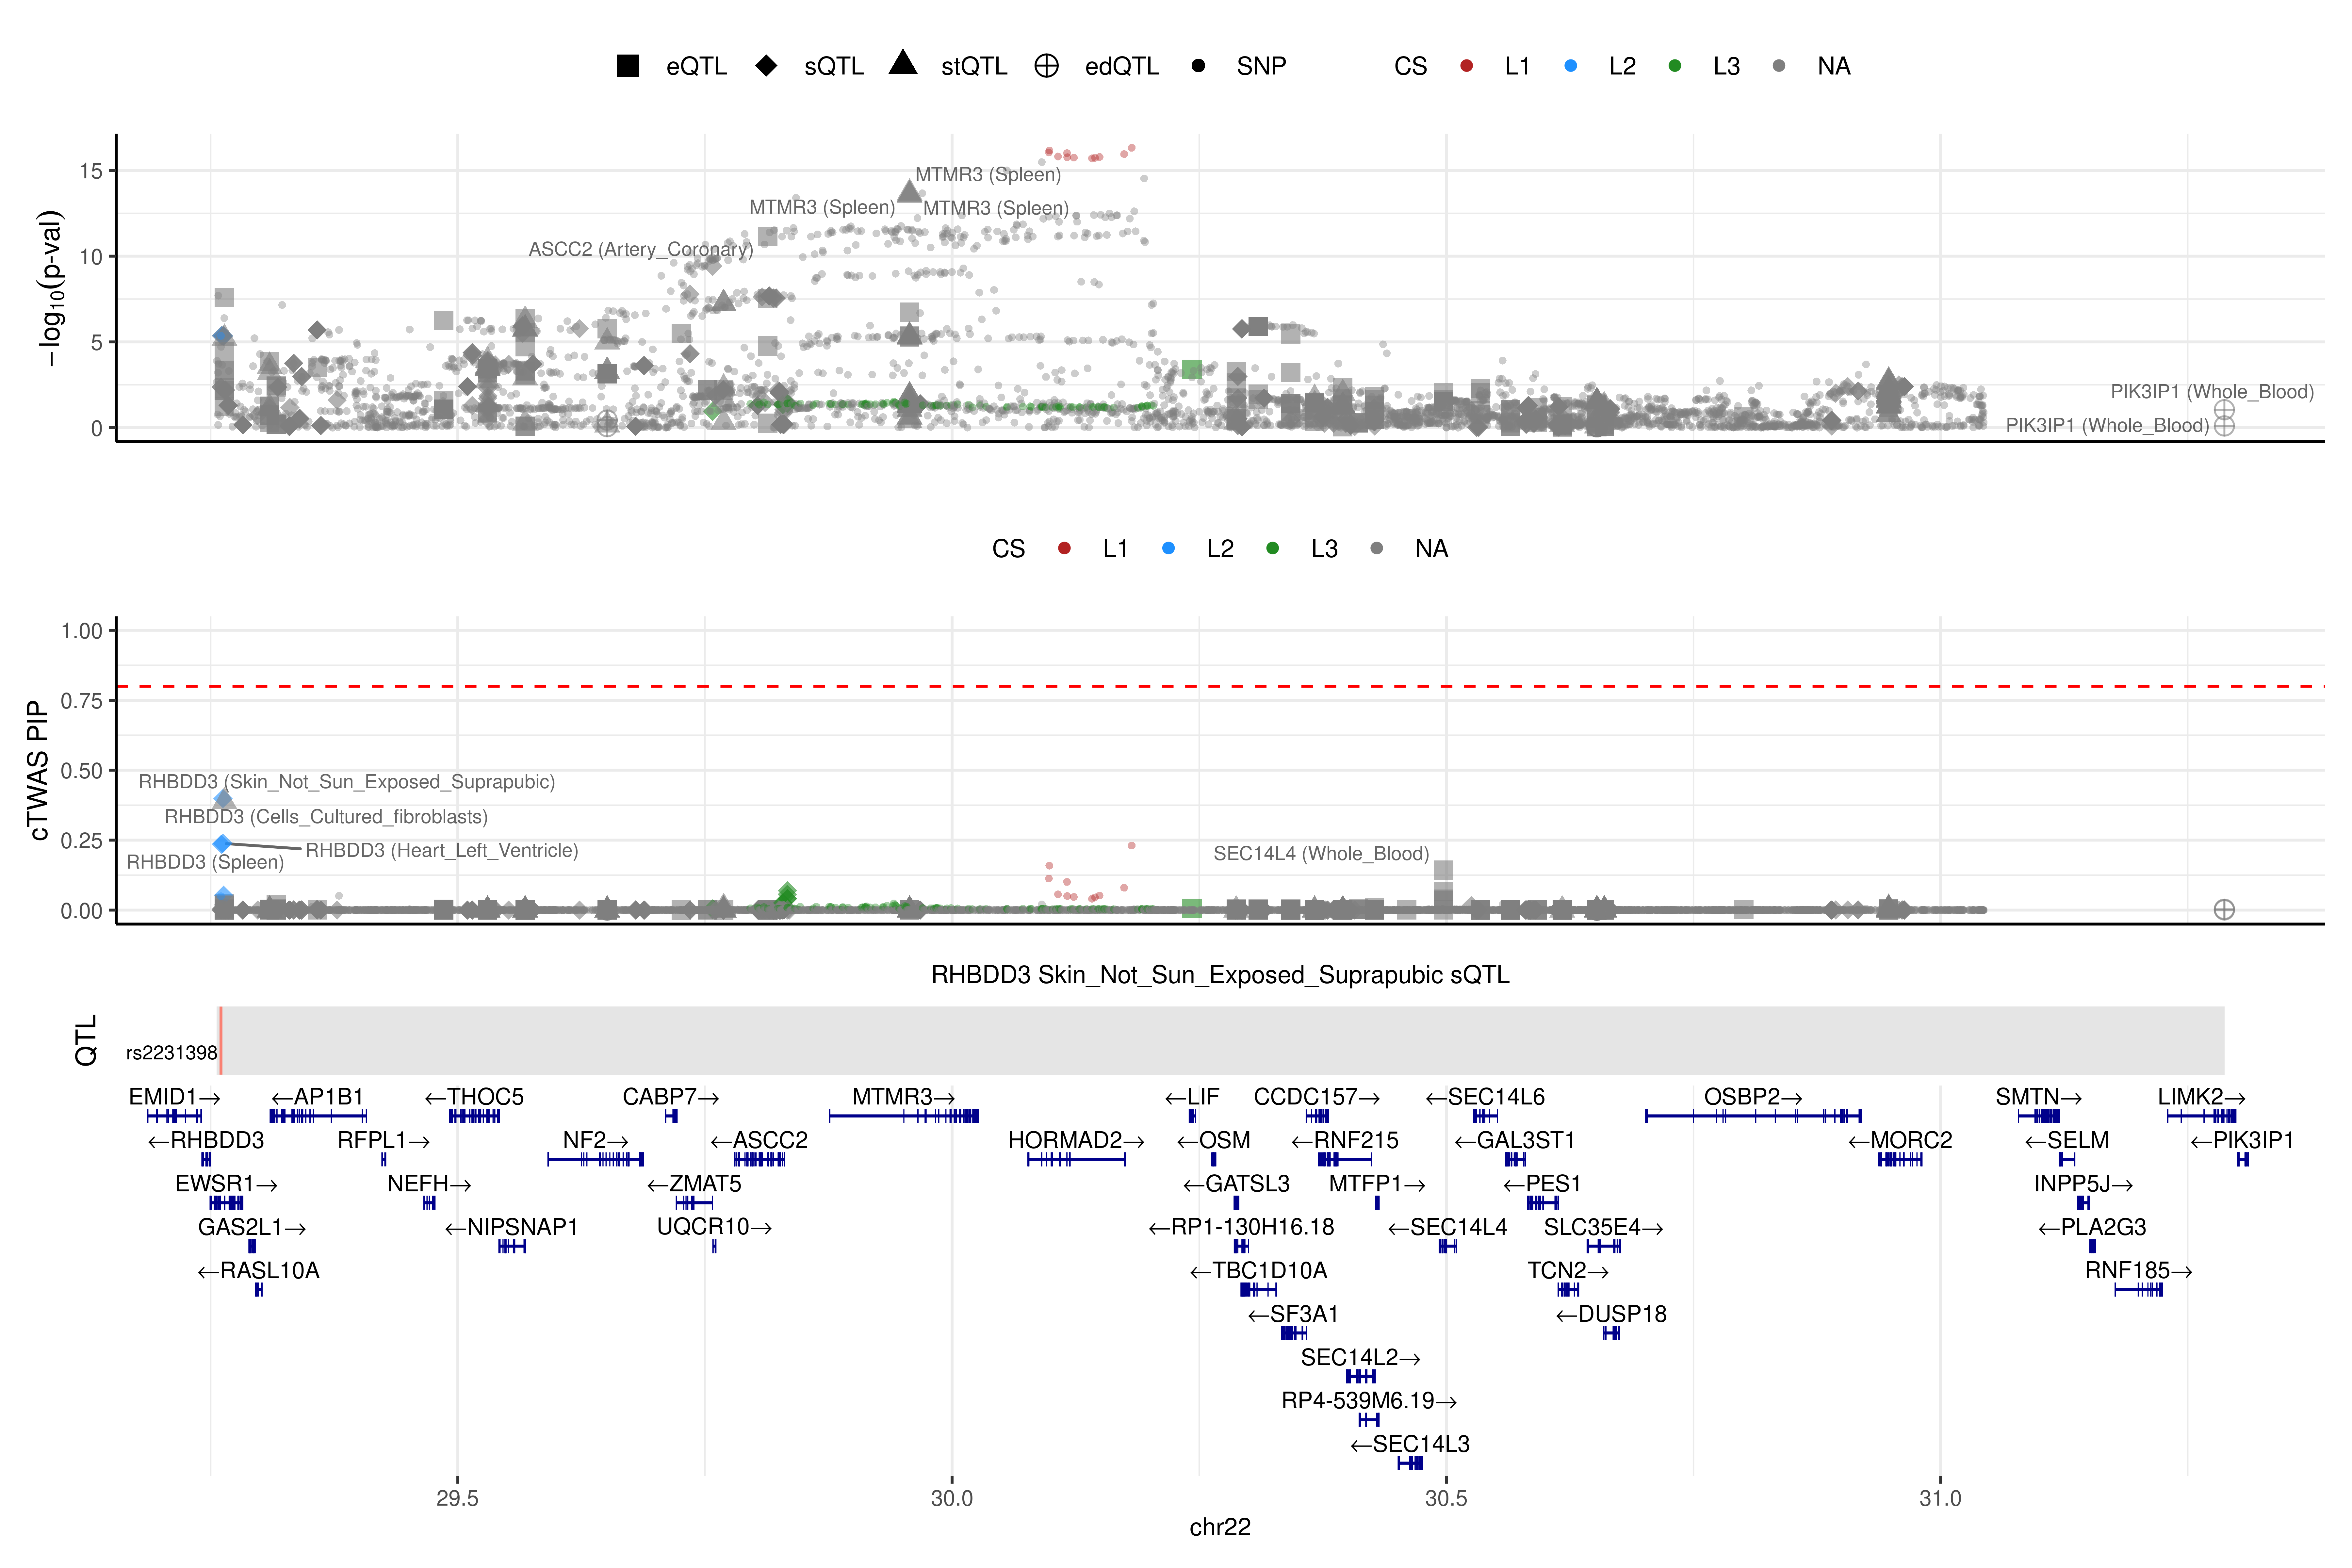 eQTL sQTL stQTL edQTL SNP CS L1 L2 L3 NA
−log10(p-val)
15
10
5
0
MTMR3 (Spleen)
MTMR3 (Spleen) MTMR3 (Spleen)
ASCC2 (Artery_Coronary)
PIK3IP1 (Whole_Blood)
PIK3IP1 (Whole_Blood)
CS L1 L2 L3 NA
cTWAS PIP
1.00
0.75
0.50
0.25
0.00
RHBDD3 (Skin_Not_Sun_Exposed_Suprapubic)
RHBDD3 (Cells_Cultured_fibroblasts)
RHBDD3 (Heart_Left_Ventricle)
RHBDD3 (Spleen)
SEC14L4 (Whole_Blood)
RHBDD3 Skin_Not_Sun_Exposed_Suprapubic sQTL
QTL
rs2231398
EMID1→ ←AP1B1 ←THOC5 CABP7→ MTMR3→ ←LIF CCDC157→ ←SEC14L6 OSBP2→ SMTN→ LIMK2→
←RHBDD3 RFPL1→ NF2→ ←ASCC2 HORMAD2→ ←OSM ←RNF215 ←GAL3ST1 ←MORC2 ←SELM ←PIK3IP1
EWSR1→ NEFH→ ←ZMAT5 ←GATSL3 MTFP1→ ←PES1 INPP5J→
GAS2L1→ ←NIPSNAP1 UQCR10→ ←RP1-130H16.18 ←SEC14L4 SLC35E4→ ←PLA2G3
←RASL10A ←TBC1D10A TCN2→ RNF185→
←SF3A1 ←DUSP18
SEC14L2→
RP4-539M6.19→
←SEC14L3
29.5 30.0 30.5 31.0
chr22